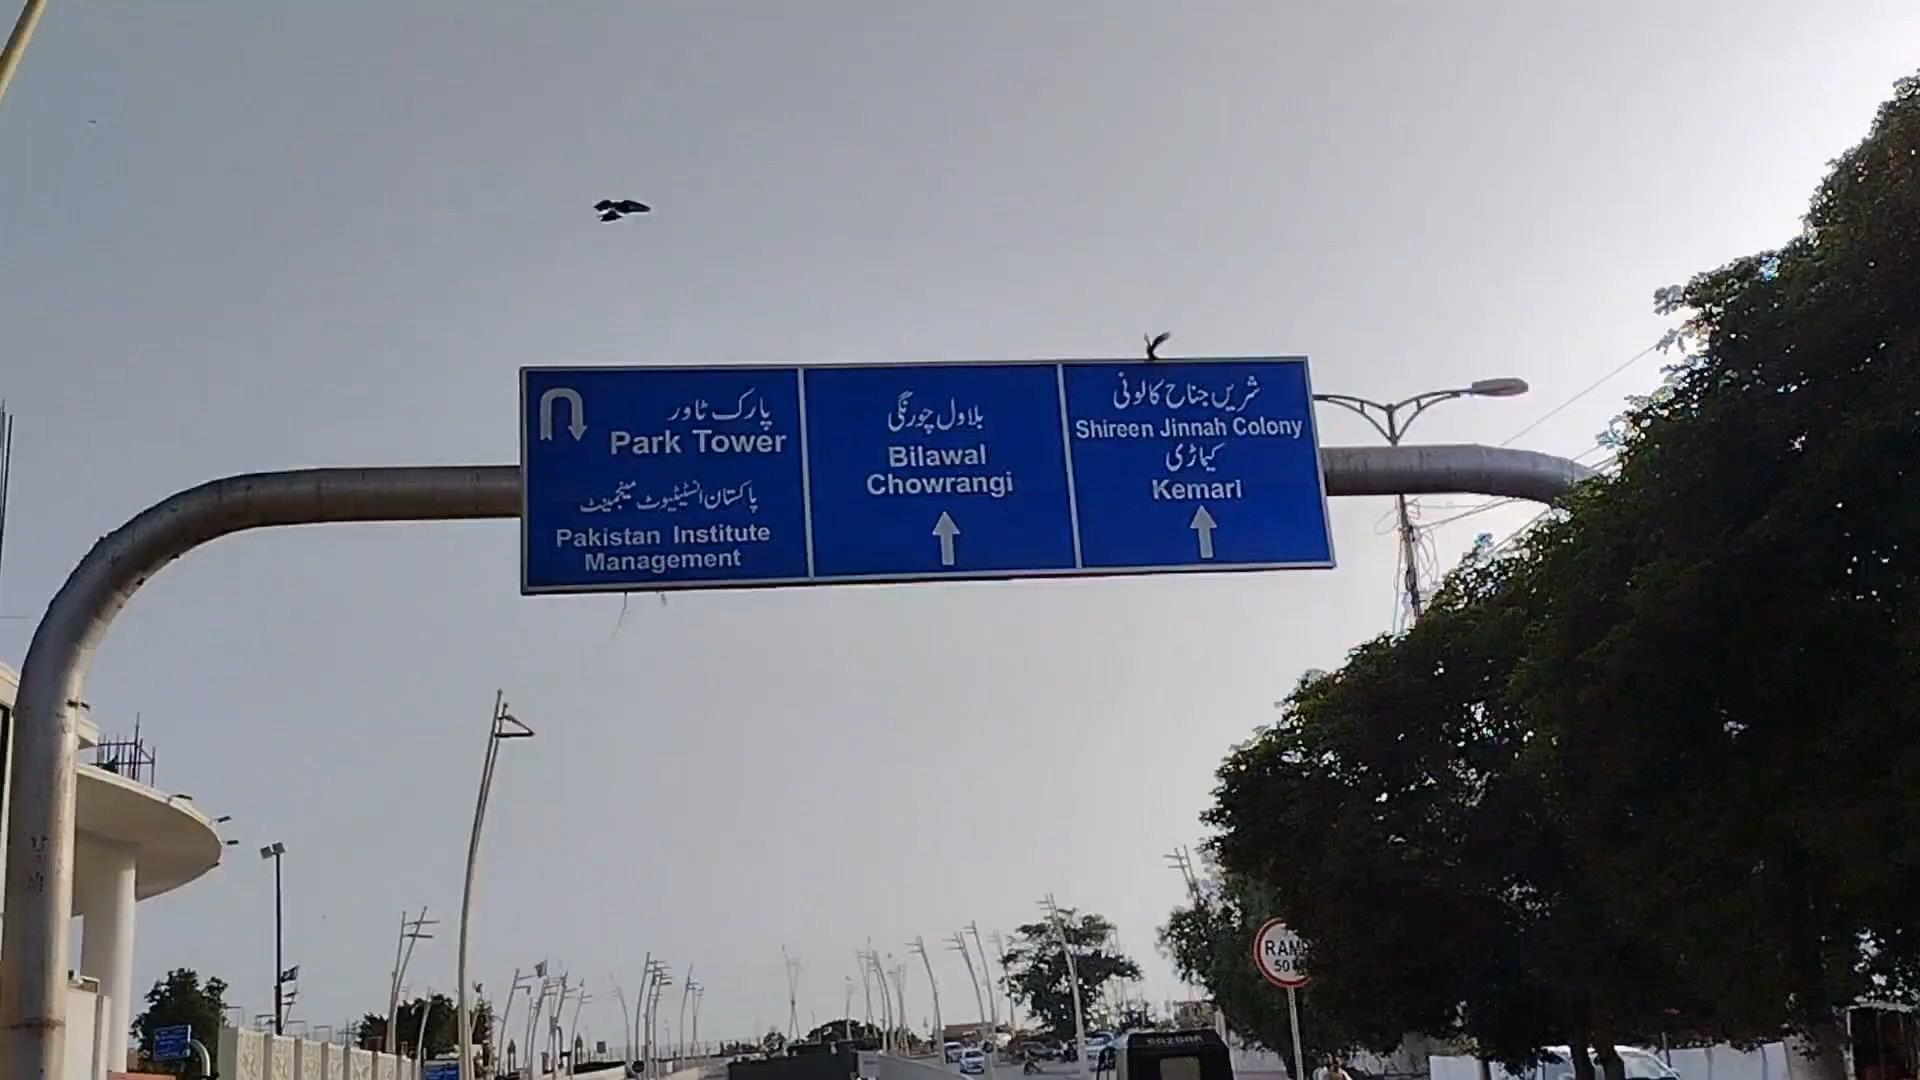 پارک ٹاور
Park Tower
پاکستان انسٹیٹیوٹ مینجمینٹ
Pakistan Institute
Management
بلاول چورنگی
Bilawal
Chowrangi
شریں جناح کالونی
Shireen Jinnah Colony
کیماڑی
Kemari
50